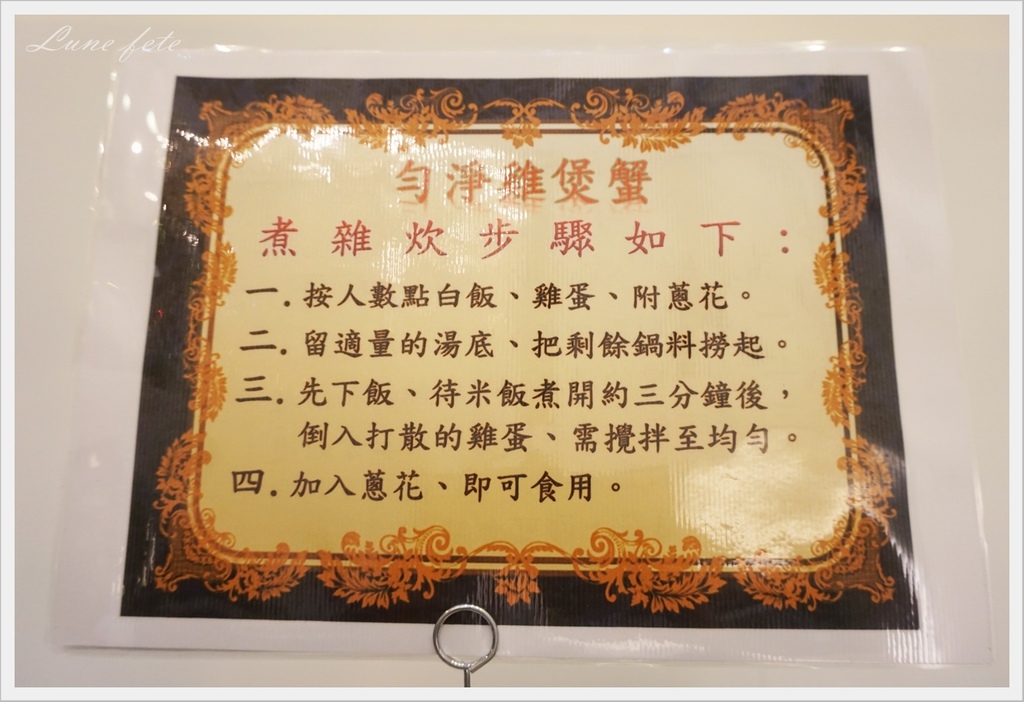 Lune fete
勻淨雞煲蟹
煮雜炊步驟如下：
一.按人數點白飯、雞蛋、附蔥花。
二.留適量的湯底、把剩餘鍋料撈起。
三.先下飯、待米飯煮開約三分鐘後，
倒入打散的雞蛋、需攪拌至均勻。
四.加入蔥花、即可食用。